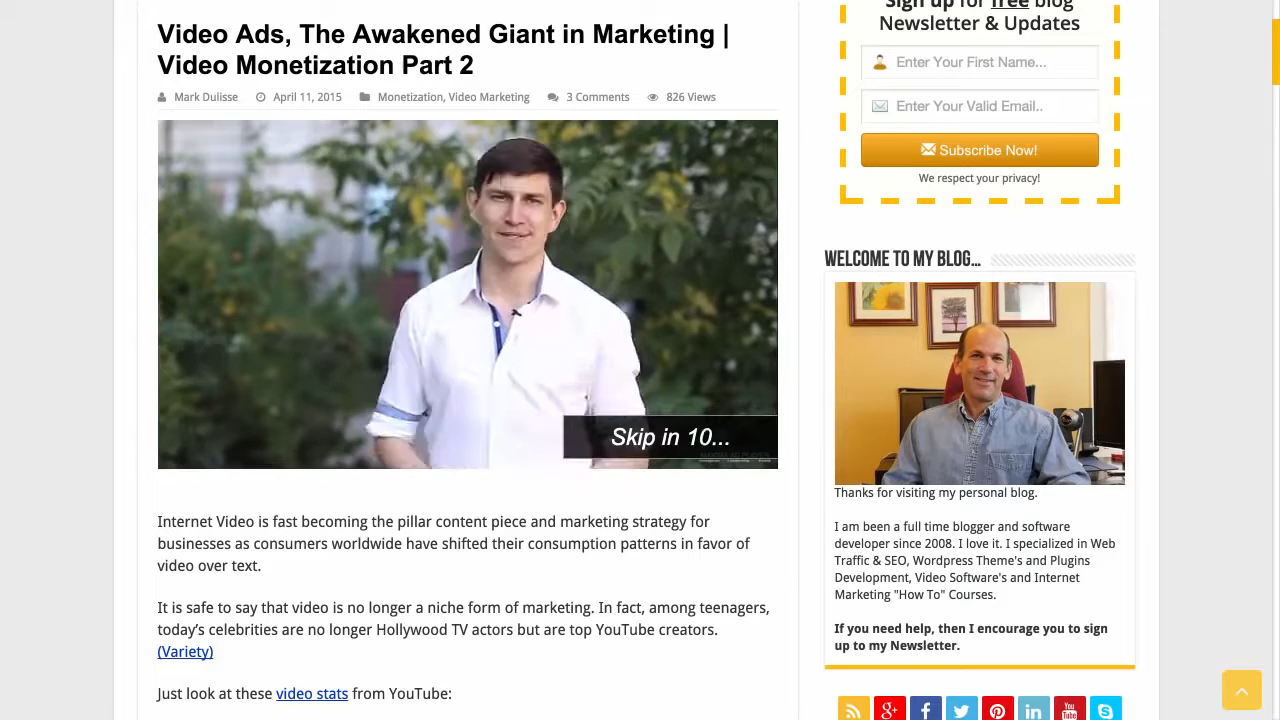 Video Ads, The Awakened Giant in Marketing |
Video Monetization Part 2
Mark Dulisse April 11, 2015 Monetization, Video Marketing 3 Comments 826 Views
Skip in 10...
Internet Video is fast becoming the pillar content piece and marketing strategy for
businesses as consumers worldwide have shifted their consumption patterns in favor of
video over text.
It is safe to say that video is no longer a niche form of marketing. In fact, among teenagers,
today’s celebrities are no longer Hollywood TV actors but are top YouTube creators.
(Variety)
Just look at these video stats from YouTube:
Sign up for free blog
Newsletter & Updates
Enter Your First Name...
Enter Your Valid Email..
Subscribe Now!
We respect your privacy!
WELCOME TO MY BLOG...
Thanks for visiting my personal blog.
I am been a full time blogger and software
developer since 2008. I love it. I specialized in Web
Traffic & SEO, Wordpress Theme's and Plugins
Development, Video Software's and Internet
Marketing "How To" Courses.
If you need help, then I encourage you to sign
up to my Newsletter.